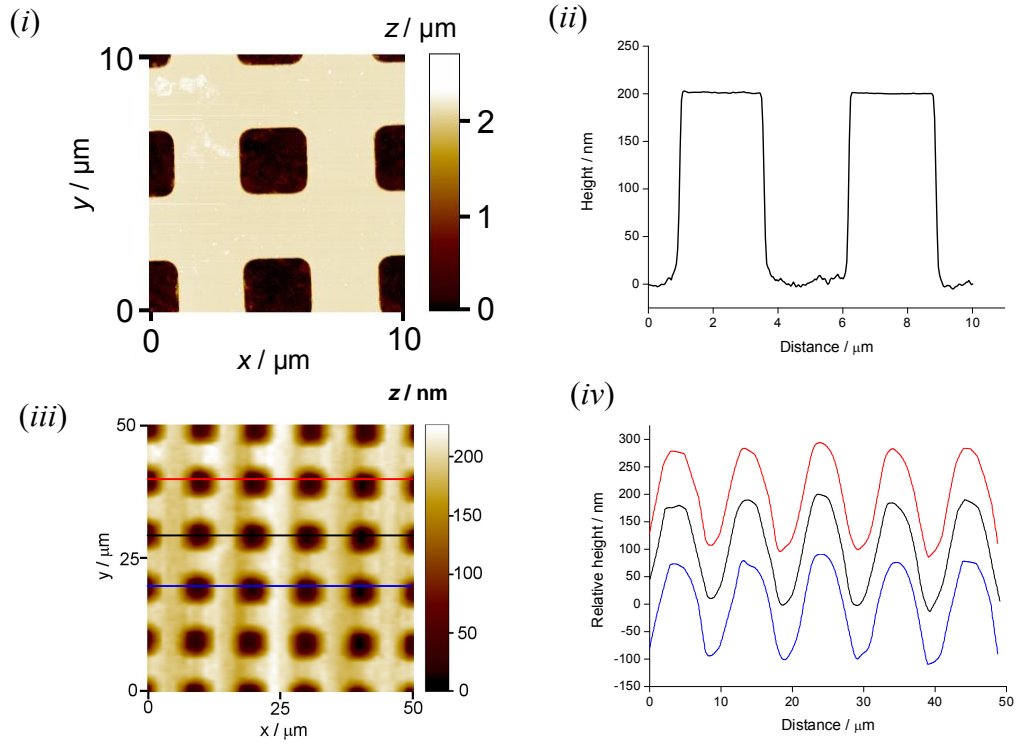 (i)
z / μm
10
2
y / μm
1
0
0
0
10
x / μm
(ii)
250
200
150
100
50
0
Height / nm
0 2 4 6 8 10
Distance / μm
(iii)
z / nm
50
200
150
y / μm
25
100
50
0
0
0 25 50
x / μm
(iv)
300
250
200
150
100
50
0
-50
-100
-150
Relative height / nm
0 10 20 30 40 50
Distance / μm